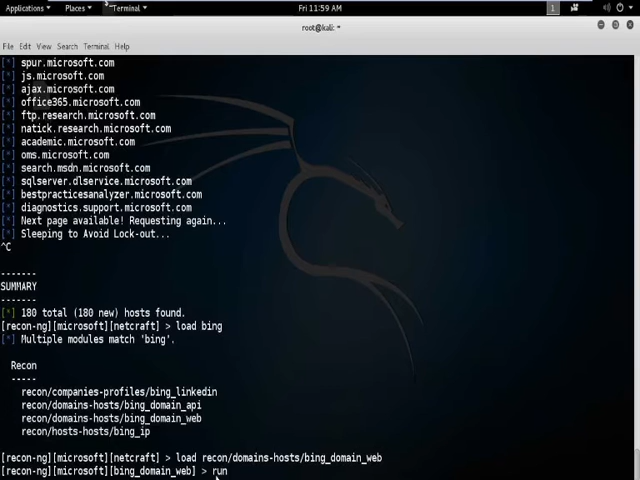 Applications ▾ Places ▾ Terminal ▾ Fri 11:59 AM 1
root@kali: ~
File Edit View Search Terminal Help
[*] spur.microsoft.com
[*] js.microsoft.com
[*] ajax.microsoft.com
[*] office365.microsoft.com
[*] ftp.research.microsoft.com
[*] natick.research.microsoft.com
[*] academic.microsoft.com
[*] oms.microsoft.com
[*] search.msdn.microsoft.com
[*] sqlserver.dlservice.microsoft.com
[*] bestpracticesanalyzer.microsoft.com
[*] diagnostics.support.microsoft.com
[*] Next page available! Requesting again...
[*] Sleeping to Avoid Lock-out...
^C
-------
SUMMARY
-------
[*] 180 total (180 new) hosts found.
[recon-ng][microsoft][netcraft] > load bing
[*] Multiple modules match 'bing'.
Recon
-----
recon/companies-profiles/bing_linkedin
recon/domains-hosts/bing_domain_api
recon/domains-hosts/bing_domain_web
recon/hosts-hosts/bing_ip
[recon-ng][microsoft][netcraft] > load recon/domains-hosts/bing_domain_web
[recon-ng][microsoft][bing_domain_web] > run